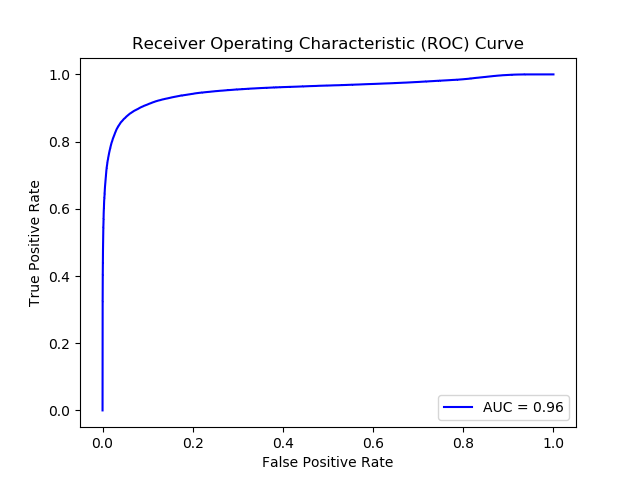 Receiver Operating Characteristic (ROC) Curve
1.0
0.8
0.6
0.4
0.2
0.0
True Positive Rate
AUC = 0.96
0.0 0.2 0.4 0.6 0.8 1.0
False Positive Rate